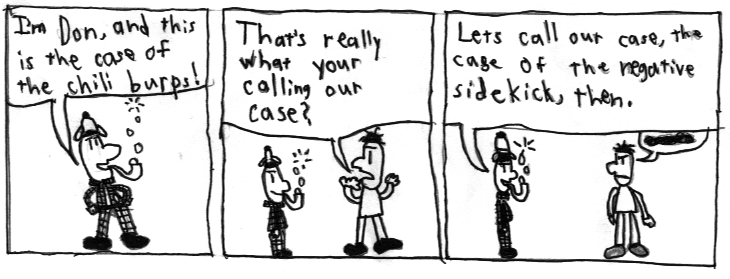 I'm Don, and this
is the case of
the chili burps!
That's really
what your
calling our
case?
Lets call our case, the
case of the negative
sidekick, then.